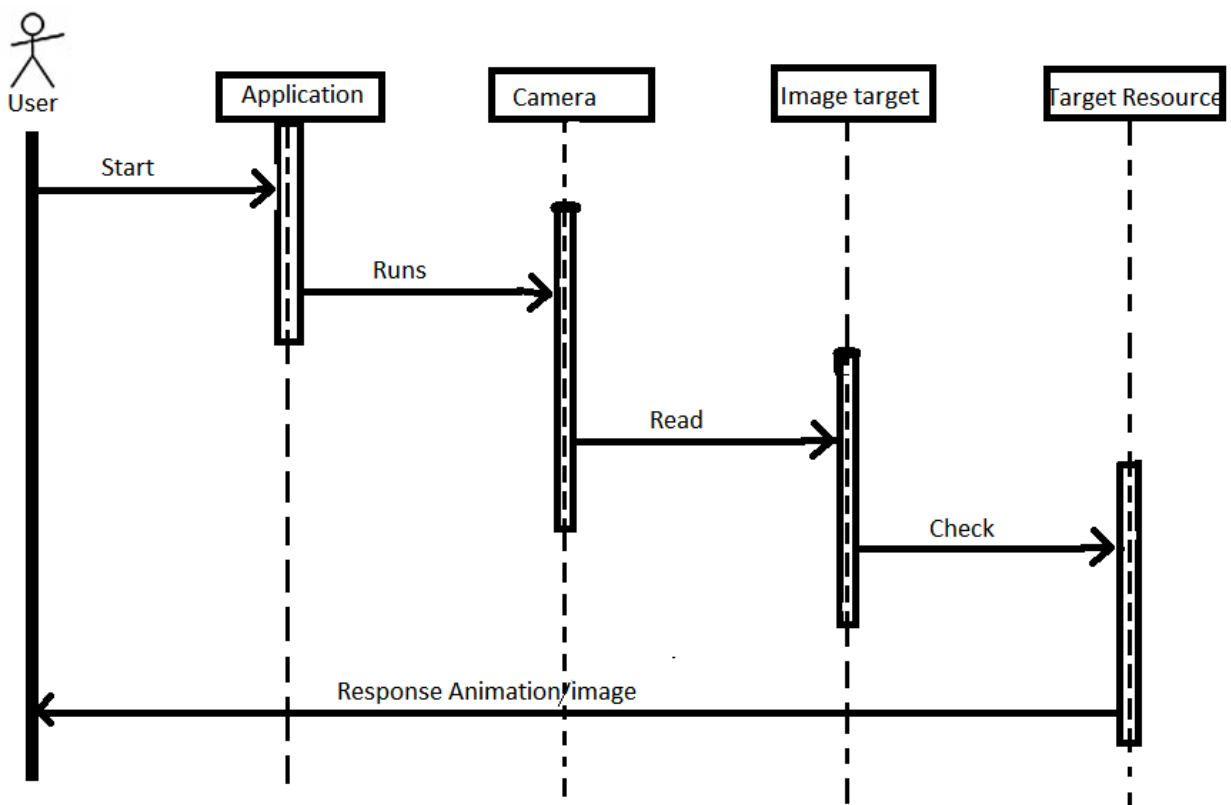 User
Application
Camera
Image target
Target Resource
Start
Runs
Read
Check
Response Animation/image